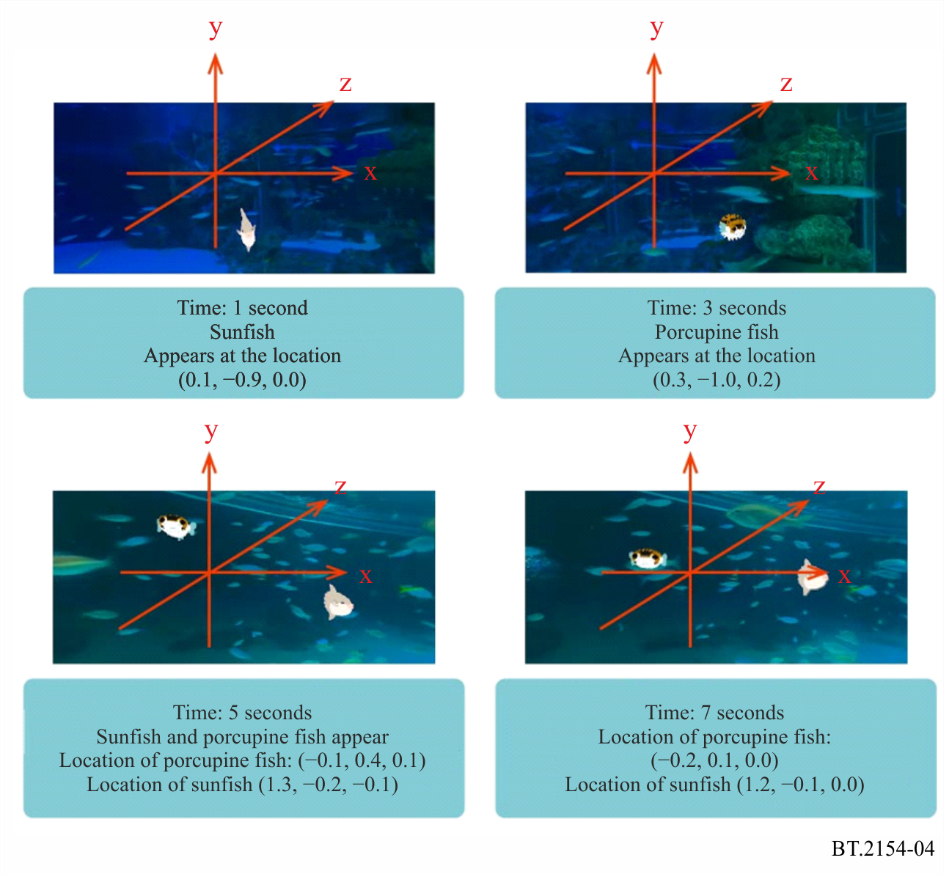 y
z
x
y
z
x
Time: 1 second
Sunfish
Appears at the location
(0.1, −0.9, 0.0)
Time: 3 seconds
Porcupine fish
Appears at the location
(0.3, −1.0, 0.2)
y
z
x
y
z
x
Time: 5 seconds
Sunfish and porcupine fish appear
Location of porcupine fish: (−0.1, 0.4, 0.1)
Location of sunfish (1.3, −0.2, −0.1)
Time: 7 seconds
Location of porcupine fish:
(−0.2, 0.1, 0.0)
Location of sunfish (1.2, −0.1, 0.0)
BT.2154-04